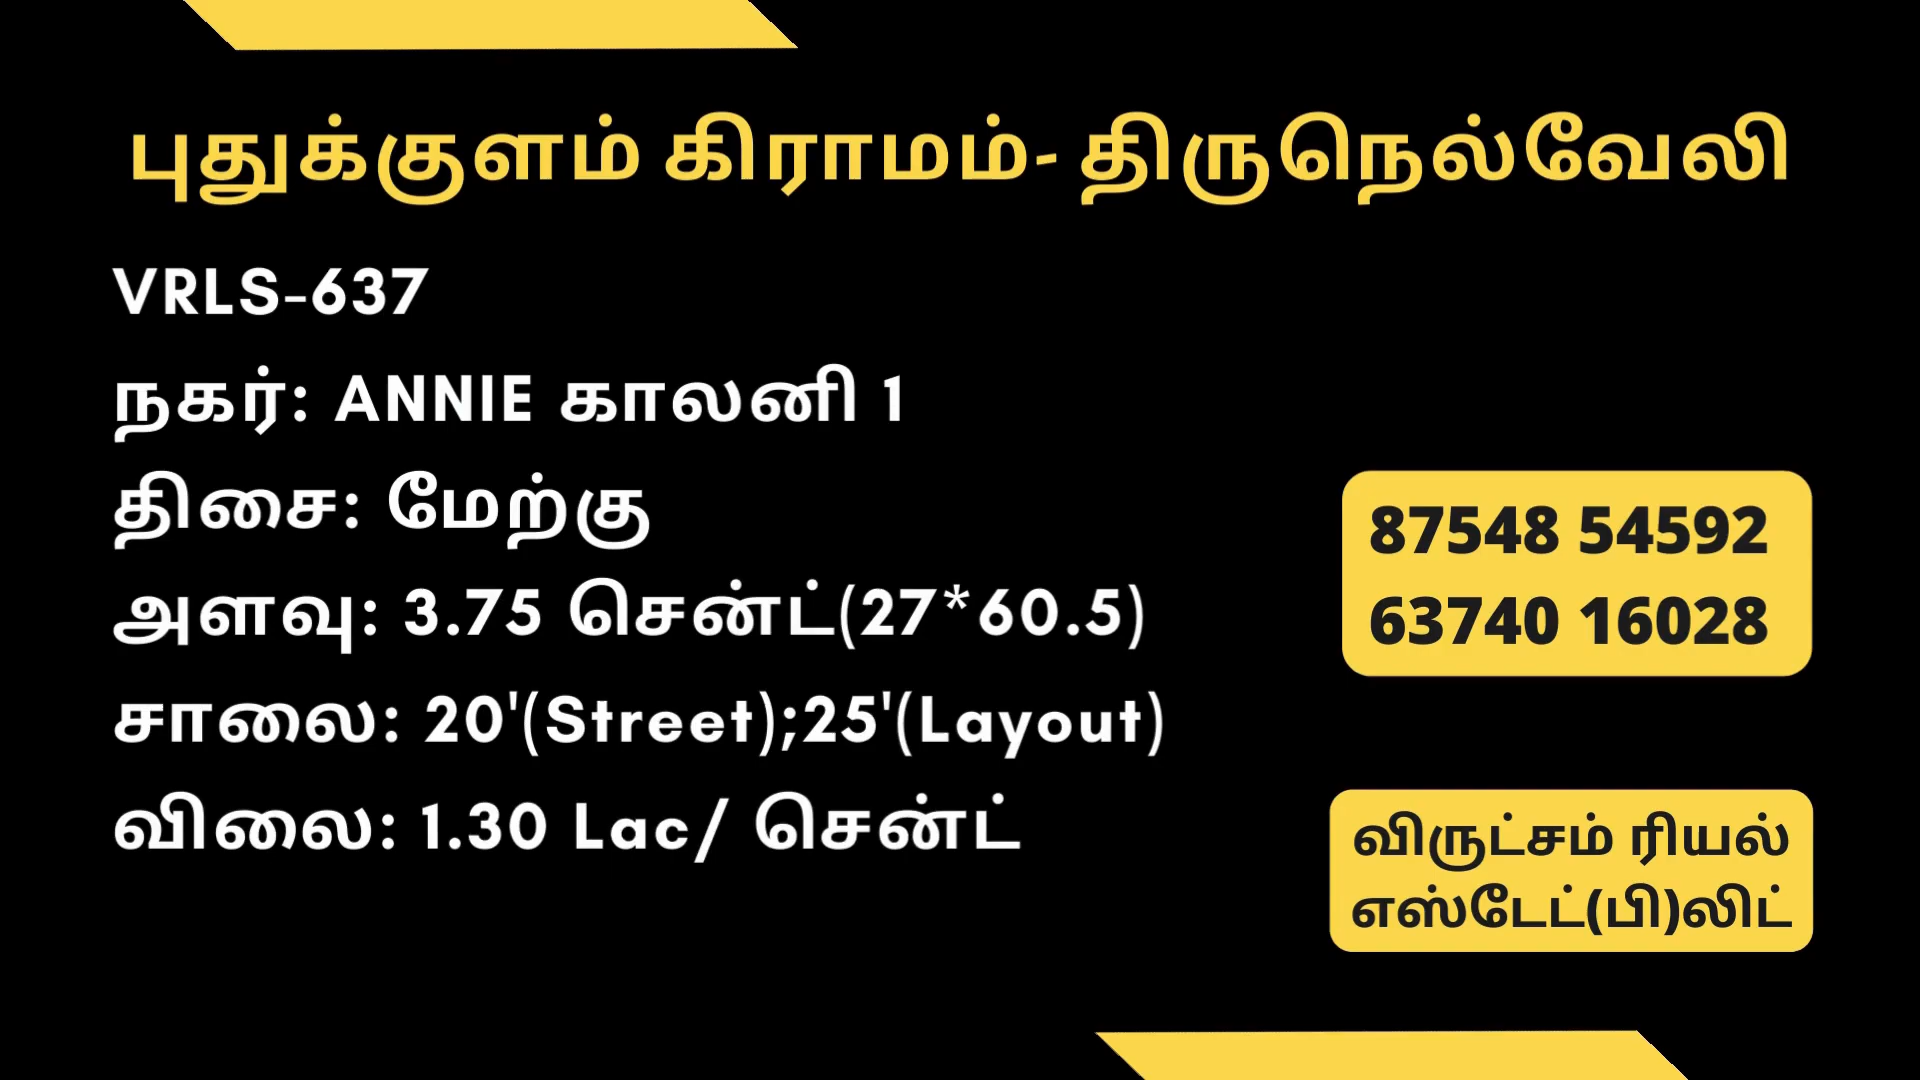 புதுக்குளம் கிராமம்- திருநெல்வேலி
VRLS-637
நகர்: ANNIE காலனி 1
திசை: மேற்கு
அளவு: 3.75 சென்ட்(27*60.5)
சாலை: 20'(Street);25'(Layout)
விலை: 1.30 Lac/ சென்ட்
87548 54592
63740 16028
விருட்சம் ரியல்
எஸ்டேட்(பி)லிட்